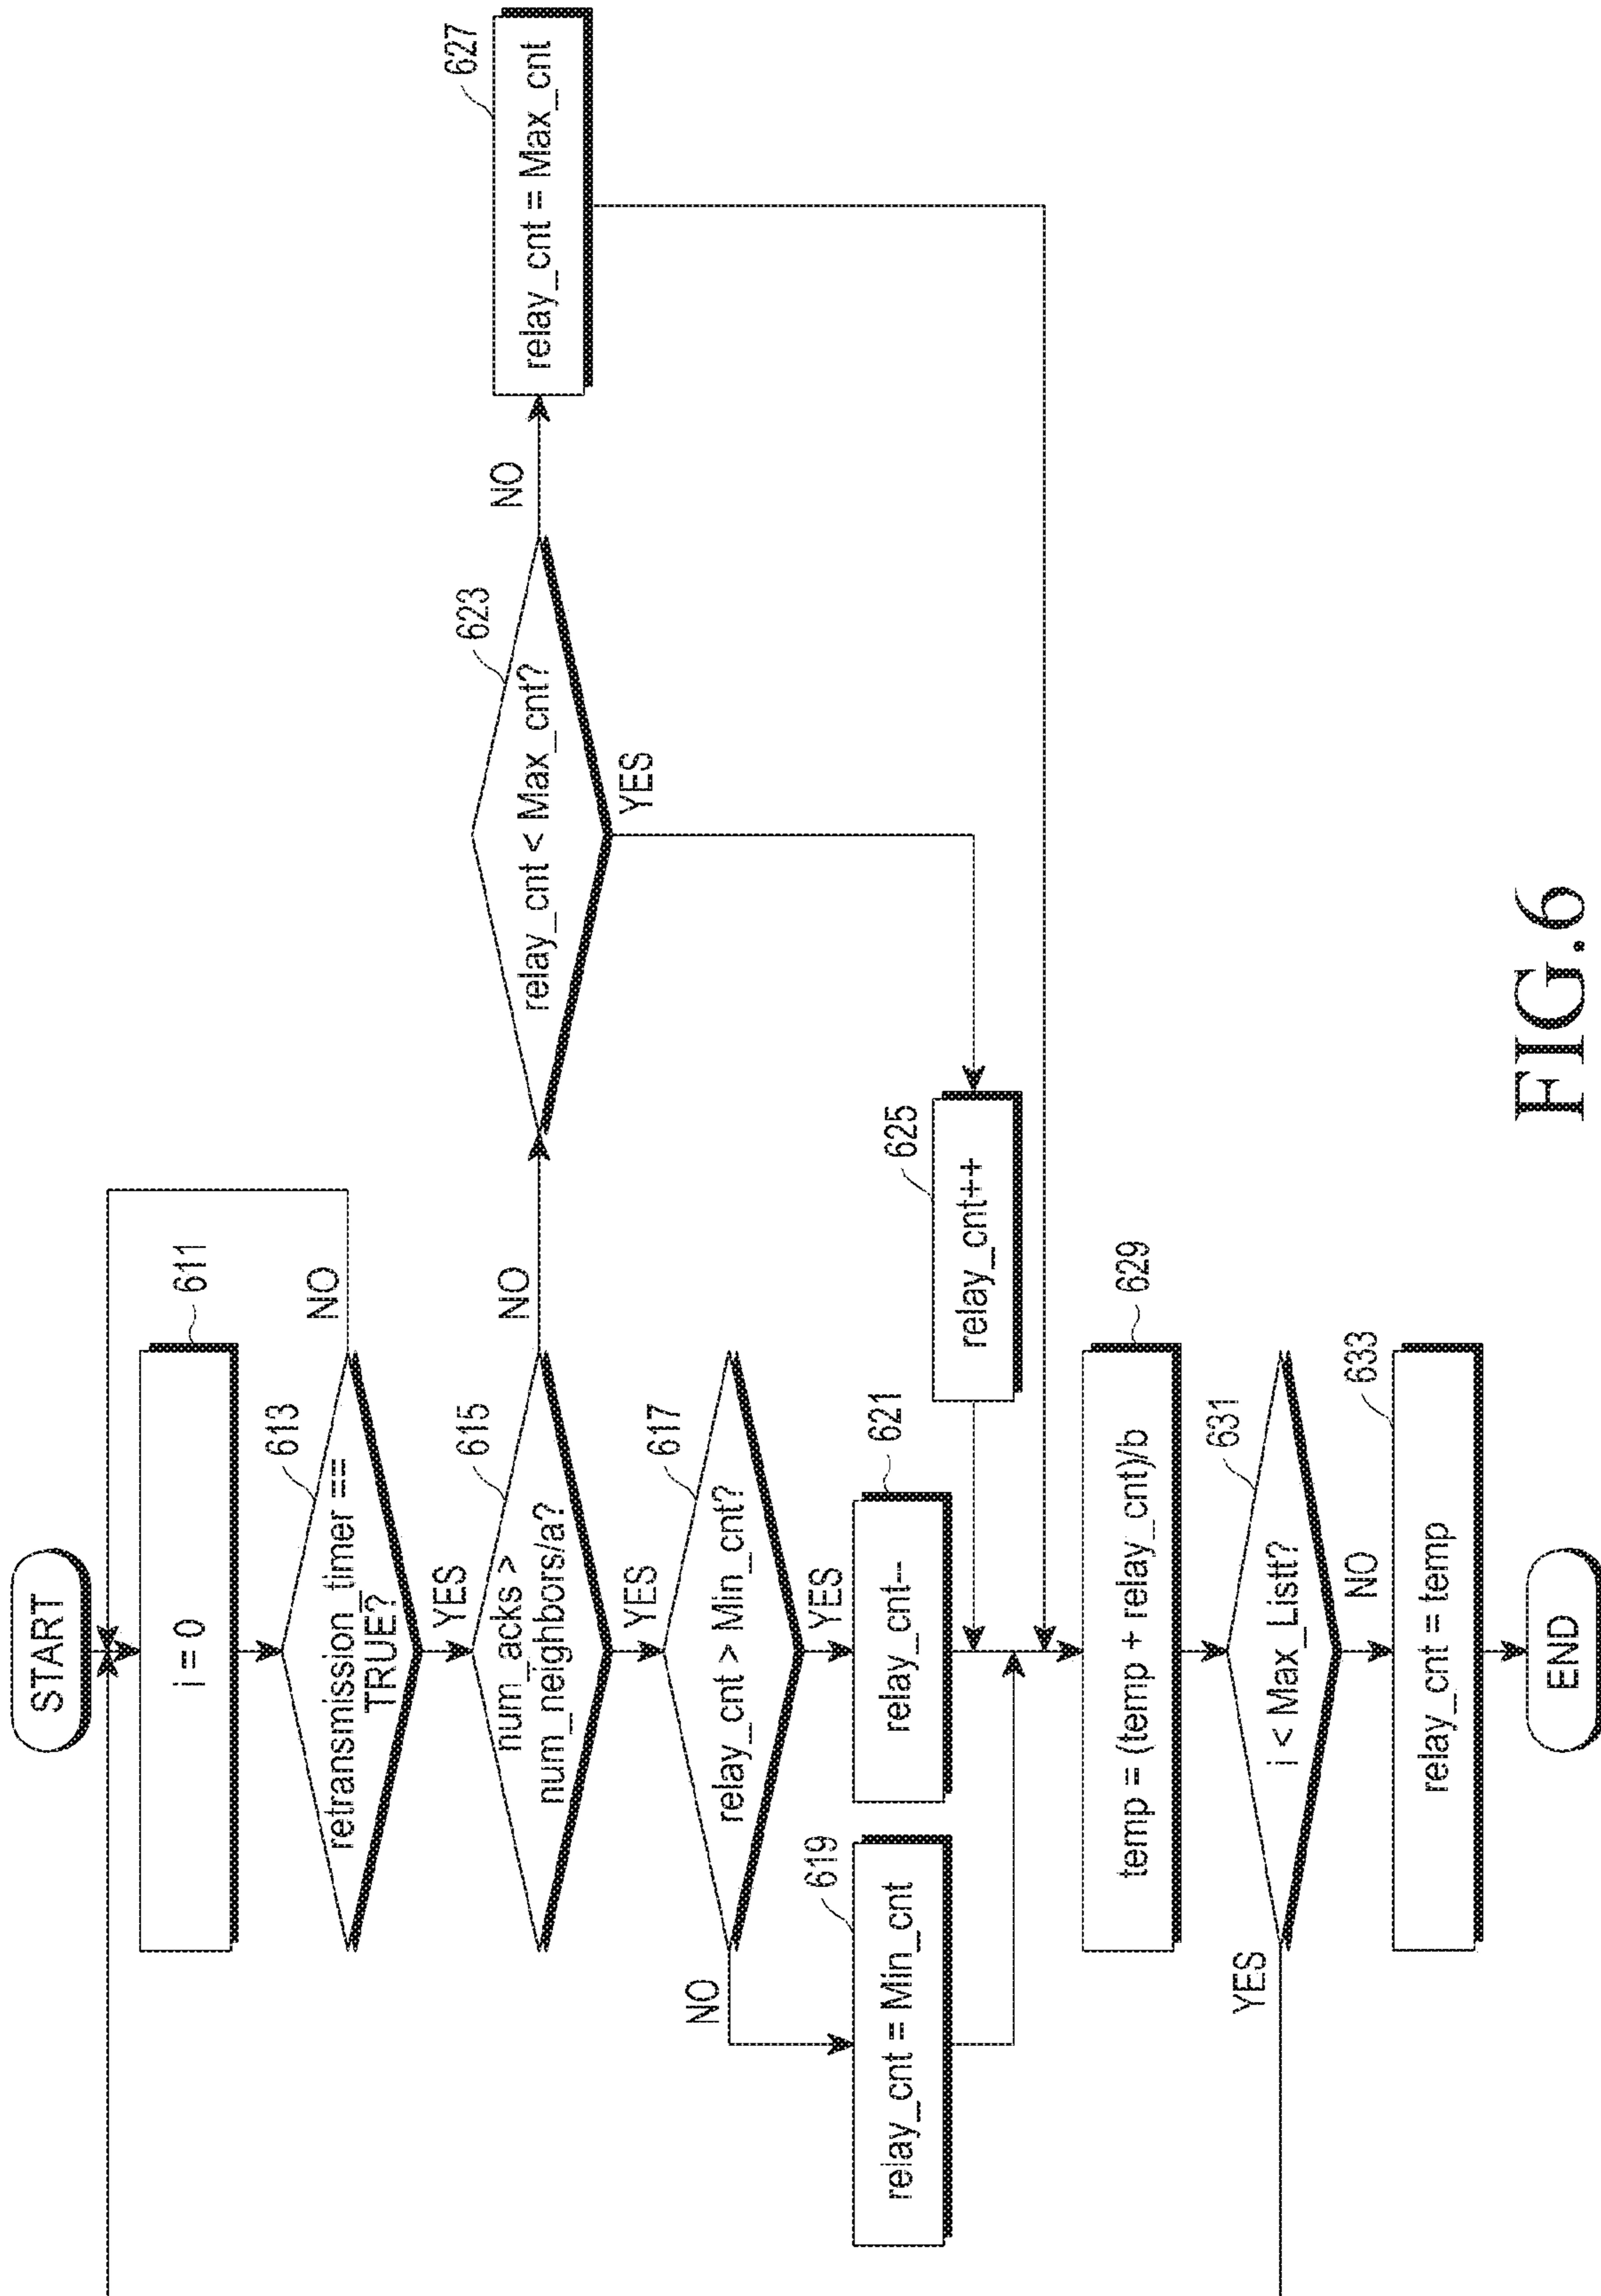 START
i = 0
611
retransmission_timer ==
TRUE?
613
NO
YES
num_acks >
num_neighbors/a?
615
NO
YES
relay_cnt < Max_cnt?
623
NO
YES
relay_cnt = Max_cnt
627
relay_cnt > Min_cnt?
617
NO
YES
relay_cnt = Min_cnt
619
relay_cnt--
621
relay_cnt++
625
temp = (temp + relay_cnt)/b
629
i < Max_Listt?
631
YES
NO
relay_cnt = temp
633
END
FIG.6